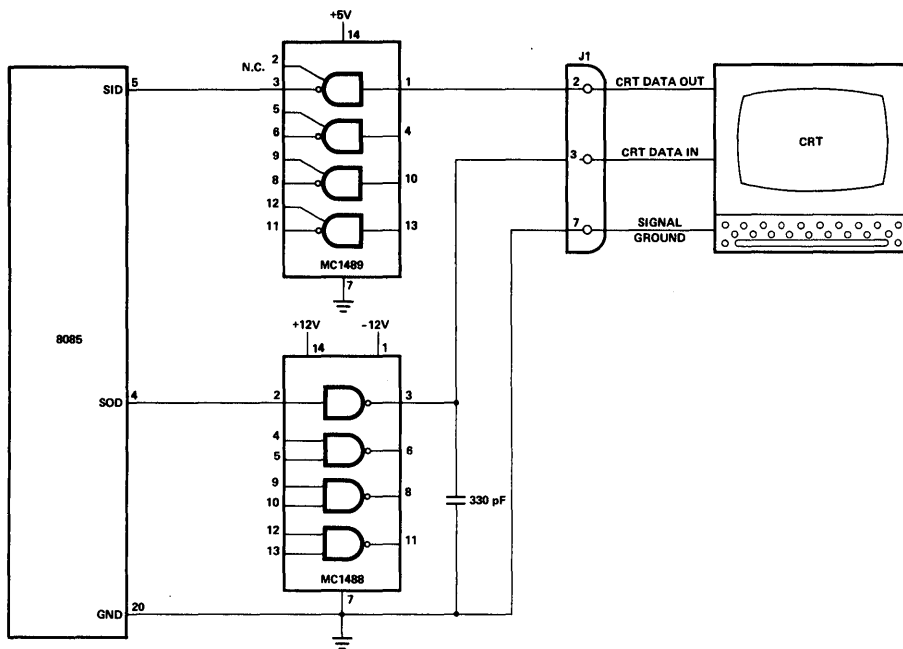 +5V
14
J1
N.C.
2
SID
5
3
1
2
CRT DATA OUT
5
6
4
CRT
9
8
10
3
CRT DATA IN
12
11
13
7
SIGNAL
GROUND
MC1489
7
+12V
-12V
14
1
8085
SOD
4
2
3
4
5
6
9
10
8
330 pF
12
13
11
MC1488
7
GND
20